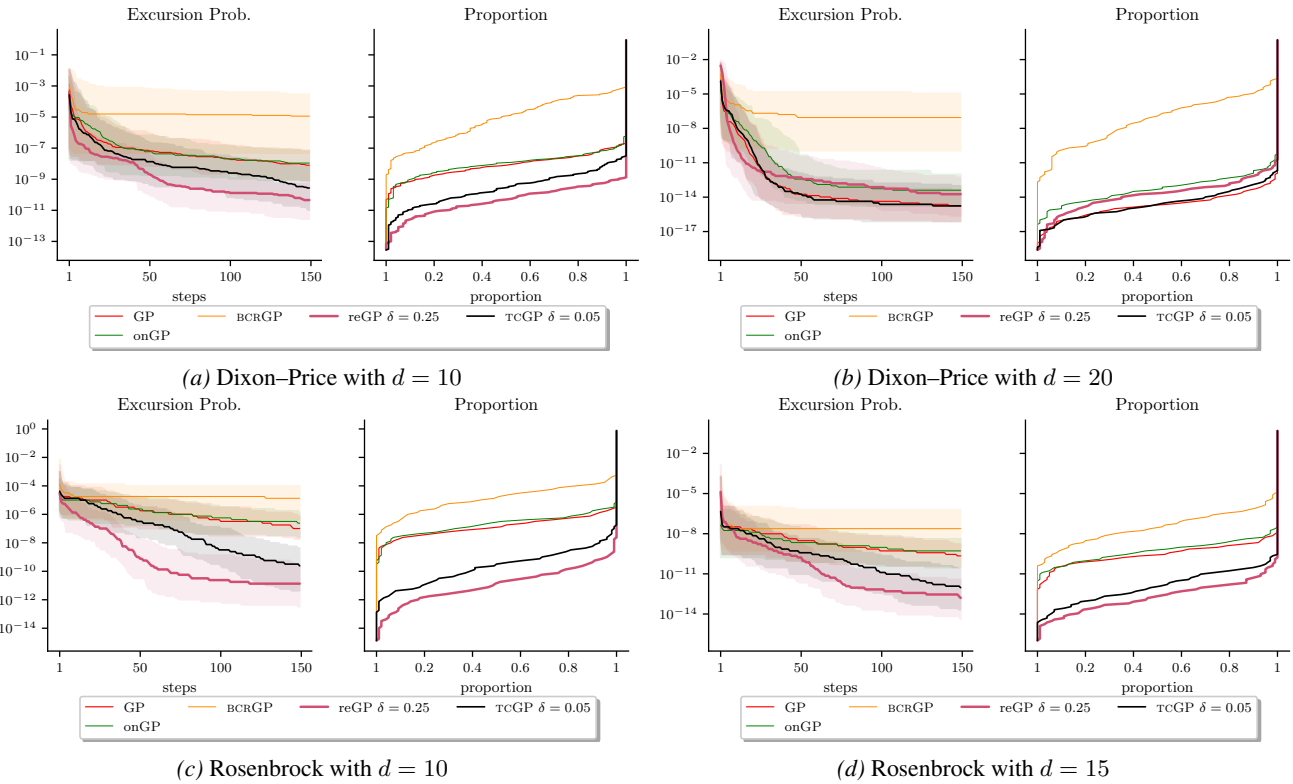 Excursion Prob.
Proportion
10⁻¹
10⁻³
10⁻⁵
10⁻⁷
10⁻⁹
10⁻¹¹
10⁻¹³
1 50 100 150
1 0.2 0.4 0.6 0.8 1
steps
proportion
GP BCRGP reGP δ = 0.25 TCGP δ = 0.05
onGP
(a) Dixon–Price with d = 10
Excursion Prob.
Proportion
10⁻²
10⁻⁵
10⁻⁸
10⁻¹¹
10⁻¹⁴
10⁻¹⁷
1 50 100 150
1 0.2 0.4 0.6 0.8 1
steps
proportion
GP BCRGP reGP δ = 0.25 TCGP δ = 0.05
onGP
(b) Dixon–Price with d = 20
Excursion Prob.
Proportion
10⁰
10⁻²
10⁻⁴
10⁻⁶
10⁻⁸
10⁻¹⁰
10⁻¹²
10⁻¹⁴
1 50 100 150
1 0.2 0.4 0.6 0.8 1
steps
proportion
GP BCRGP reGP δ = 0.25 TCGP δ = 0.05
onGP
(c) Rosenbrock with d = 10
Excursion Prob.
Proportion
10⁻²
10⁻⁵
10⁻⁸
10⁻¹¹
10⁻¹⁴
1 50 100 150
1 0.2 0.4 0.6 0.8 1
steps
proportion
GP BCRGP reGP δ = 0.25 TCGP δ = 0.05
onGP
(d) Rosenbrock with d = 15